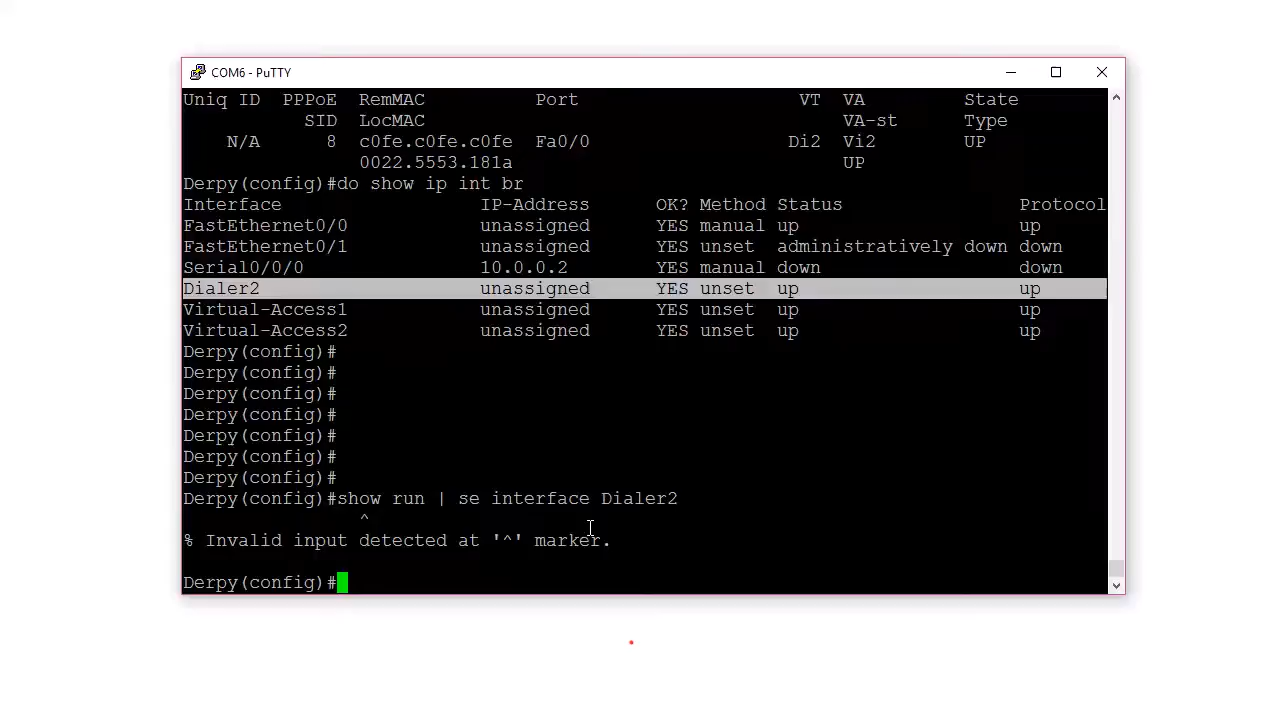 COM6 - PuTTY
Uniq ID  PPPoE  RemMAC          Port                    VT  VA         State
           SID  LocMAC                                      VA-st      Type
    N/A      8  c0fe.c0fe.c0fe  Fa0/0                  Di2  Vi2        UP
                0022.5553.181a                              UP
Derpy(config)#do show ip int br
Interface                  IP-Address      OK? Method Status                Protocol
FastEthernet0/0            unassigned      YES manual up                    up
FastEthernet0/1            unassigned      YES unset  administratively down down
Serial0/0/0                10.0.0.2        YES manual down                  down
Dialer2                    unassigned      YES unset  up                    up
Virtual-Access1            unassigned      YES unset  up                    up
Virtual-Access2            unassigned      YES unset  up                    up
Derpy(config)#
Derpy(config)#
Derpy(config)#
Derpy(config)#
Derpy(config)#
Derpy(config)#
Derpy(config)#
Derpy(config)#show run | se interface Dialer2
                ^
% Invalid input detected at '^' marker.
Derpy(config)#